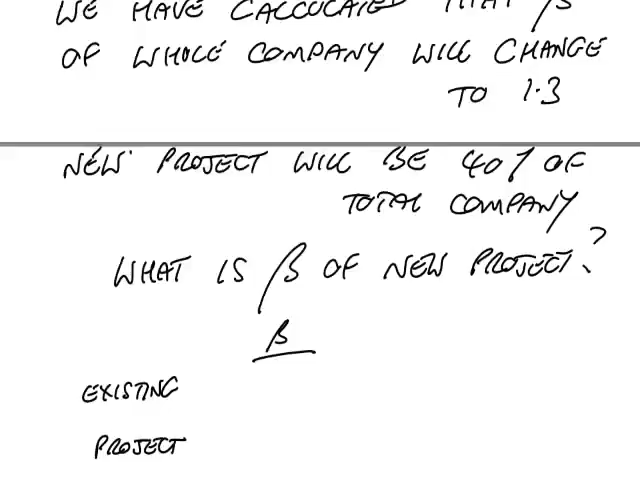 WE HAVE CALCULATED THAT β
OF WHOLE COMPANY WILL CHANGE
TO 1.3
NEW PROJECT WILL BE 40% OF
TOTAL COMPANY
WHAT IS β OF NEW PROJECT?
β
EXISTING
PROJECT